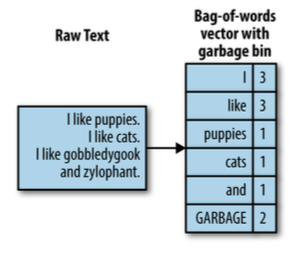 Raw Text
I like puppies.
I like cats.
I like gobbledygook
and zylophant.
Bag-of-words
vector with
garbage bin
I 3
like 3
puppies 1
cats 1
and 1
GARBAGE 2